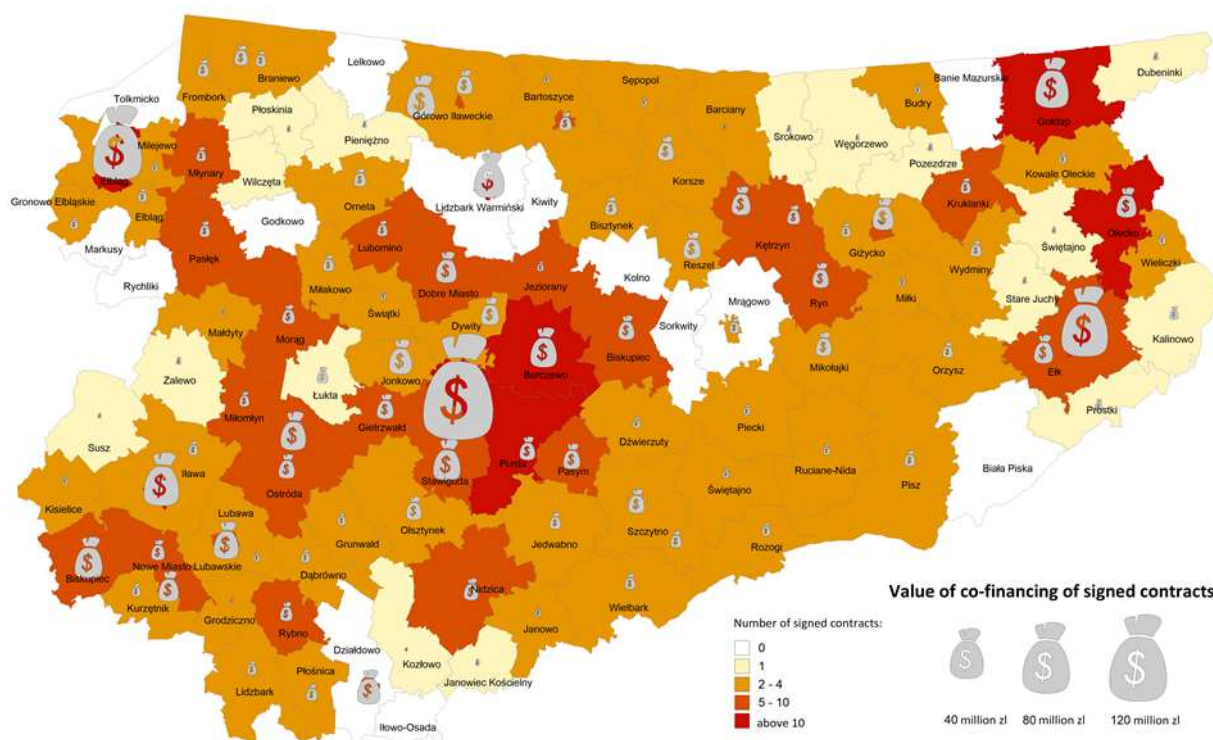 Lelkowo
Braniewo
Frombork
Tolkmicko
Płoskinia
Pieniężno
Górowo Iławeckie
Bartoszyce
Sępopol
Barciany
Srokowo
Węgorzewo
Budry
Banie Mazurskie
Gołdap
Dubeninki
Milejewo
Elbląg
Młynary
Wilczęta
Orneta
Lidzbark Warmiński
Kiwity
Bisztynek
Korsze
Pozezdrze
Kruklanki
Kowale Oleckie
Gronowo Elbląskie
Elbląg
Markusy
Godkowo
Lubomino
Kętrzyn
Giżycko
Świętajno
Olecko
Wieliczki
Pasłęk
Rychliki
Miłakowo
Dobre Miasto
Jeziorany
Kolno
Reszel
Ryn
Miłki
Wydminy
Stare Juchy
Kalinowo
Małdyty
Morąg
Świątki
Dywity
Barczewo
Biskupiec
Sorkwity
Mrągowo
Mikołajki
Orzysz
Ełk
Prostki
Zalewo
Łukta
Jonkowo
Susz
Miłomłyn
Gietrzwałd
Stawiguda
Purda
Pasym
Dźwierzuty
Piecki
Ruciane-Nida
Pisz
Biała Piska
Kisielice
Iława
Ostróda
Lubawa
Olsztynek
Grunwald
Jedwabno
Szczytno
Świętajno
Rozogi
Biskupiec
Nowe Miasto Lubawskie
Kurzętnik
Grodziczno
Dąbrówno
Rybno
Nidzica
Janowo
Wielbark
Lidzbark
Płośnica
Działdowo
Iłowo-Osada
Kozłowo
Janowiec Kościelny
Value of co-financing of signed contracts
Number of signed contracts:
0
1
2 - 4
5 - 10
above 10
$ $ $
40 million zl 80 million zl 120 million zl